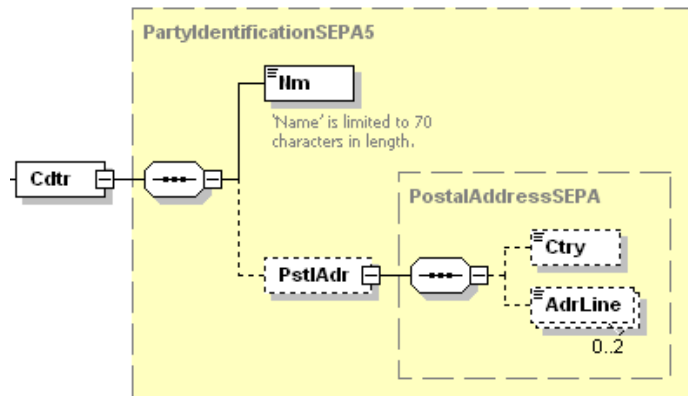 PartyIdentificationSEPA5
Nm
'Name' is limited to 70
characters in length.
Cdtr
PostalAddressSEPA
Ctry
PstlAdr
AdrLine
0..2